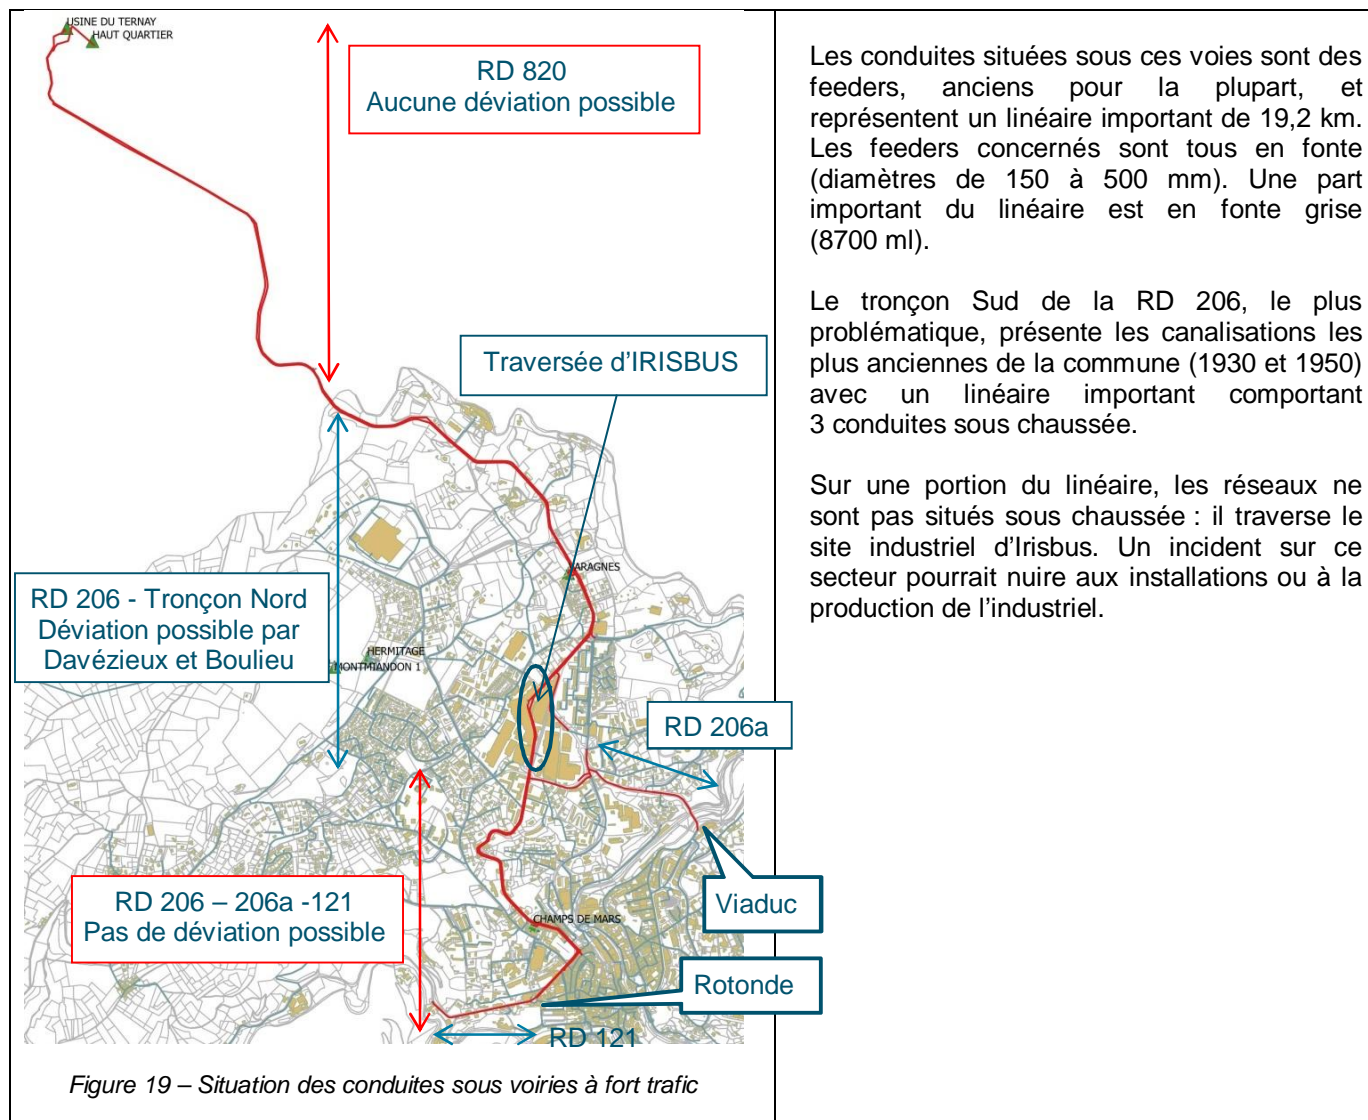 USINE DU TERNAY
HAUT QUARTIER
RD 820
Aucune déviation possible
Traversée d'IRISBUS
ARAGNES
RD 206 - Tronçon Nord
Déviation possible par
Davézieux et Boulieu
HERMITAGE
MONTMIANDON 1
RD 206a
RD 206 – 206a -121
Pas de déviation possible
Viaduc
CHAMPS DE MARS
Rotonde
RD 121
Figure 19 – Situation des conduites sous voiries à fort trafic
Les conduites situées sous ces voies sont des
feeders, anciens pour la plupart, et
représentent un linéaire important de 19,2 km.
Les feeders concernés sont tous en fonte
(diamètres de 150 à 500 mm). Une part
important du linéaire est en fonte grise
(8700 ml).
Le tronçon Sud de la RD 206, le plus
problématique, présente les canalisations les
plus anciennes de la commune (1930 et 1950)
avec un linéaire important comportant
3 conduites sous chaussée.
Sur une portion du linéaire, les réseaux ne
sont pas situés sous chaussée : il traverse le
site industriel d'Irisbus. Un incident sur ce
secteur pourrait nuire aux installations ou à la
production de l'industriel.